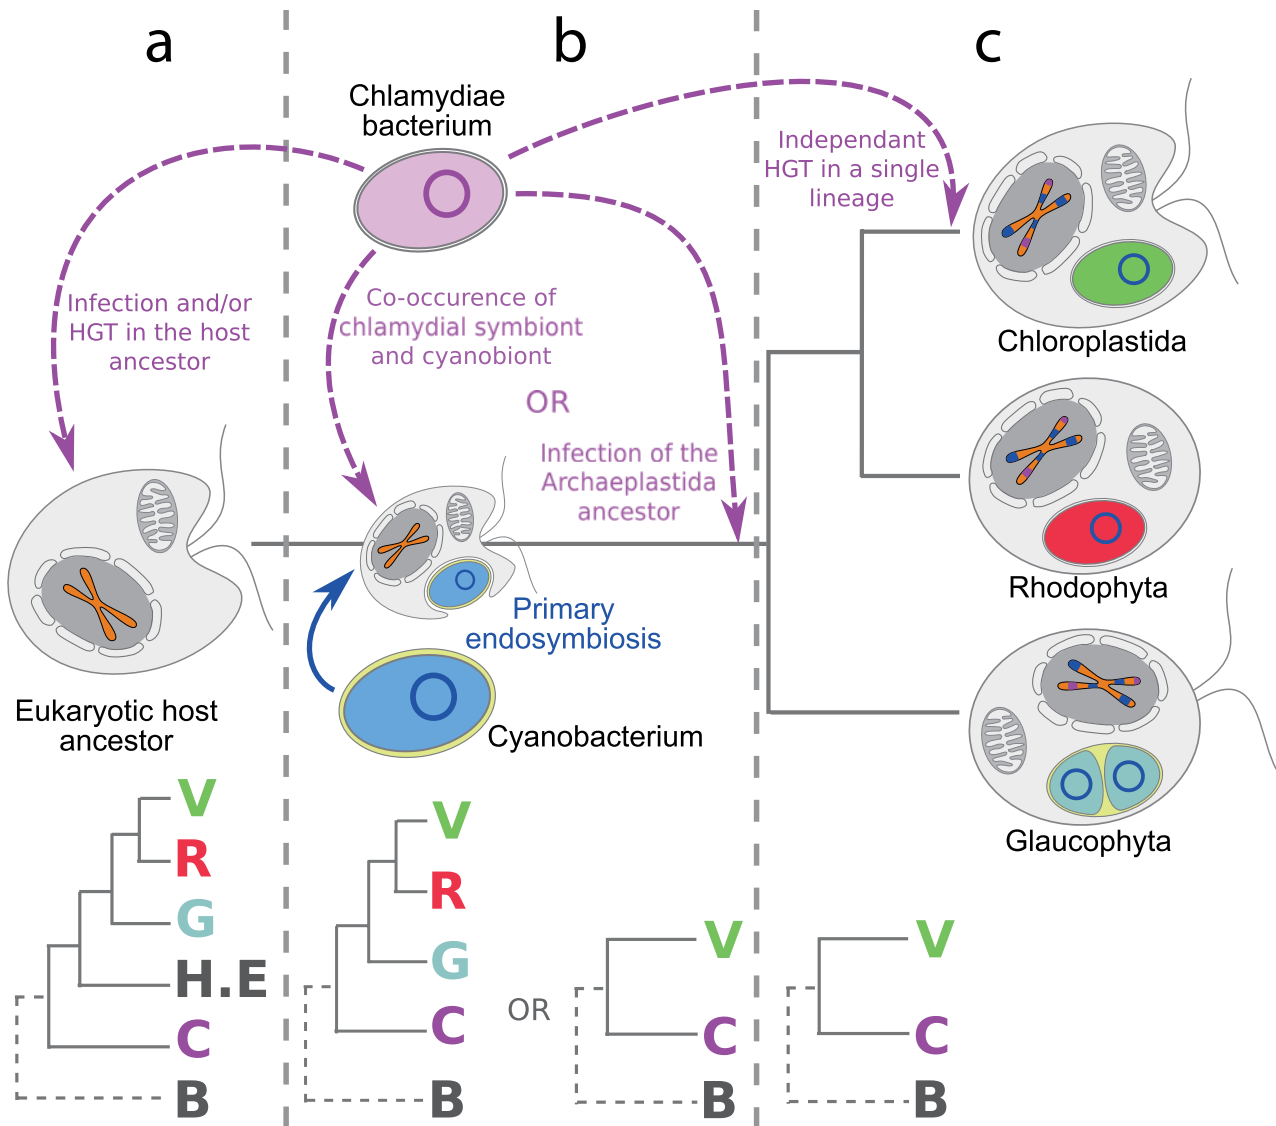 a
b
c
Chlamydiae
bacterium
Independant
HGT in a single
lineage
Infection and/or
HGT in the host
ancestor
Co-occurence of
chlamydial symbiont
and cyanobiont
OR
Infection of the
Archaeplastida
ancestor
Chloroplastida
Rhodophyta
Primary
endosymbiosis
Eukaryotic host
ancestor
Cyanobacterium
Glaucophyta
V
R
G
H.E
C
B
V
R
G
C
B
OR
V
C
B
V
C
B